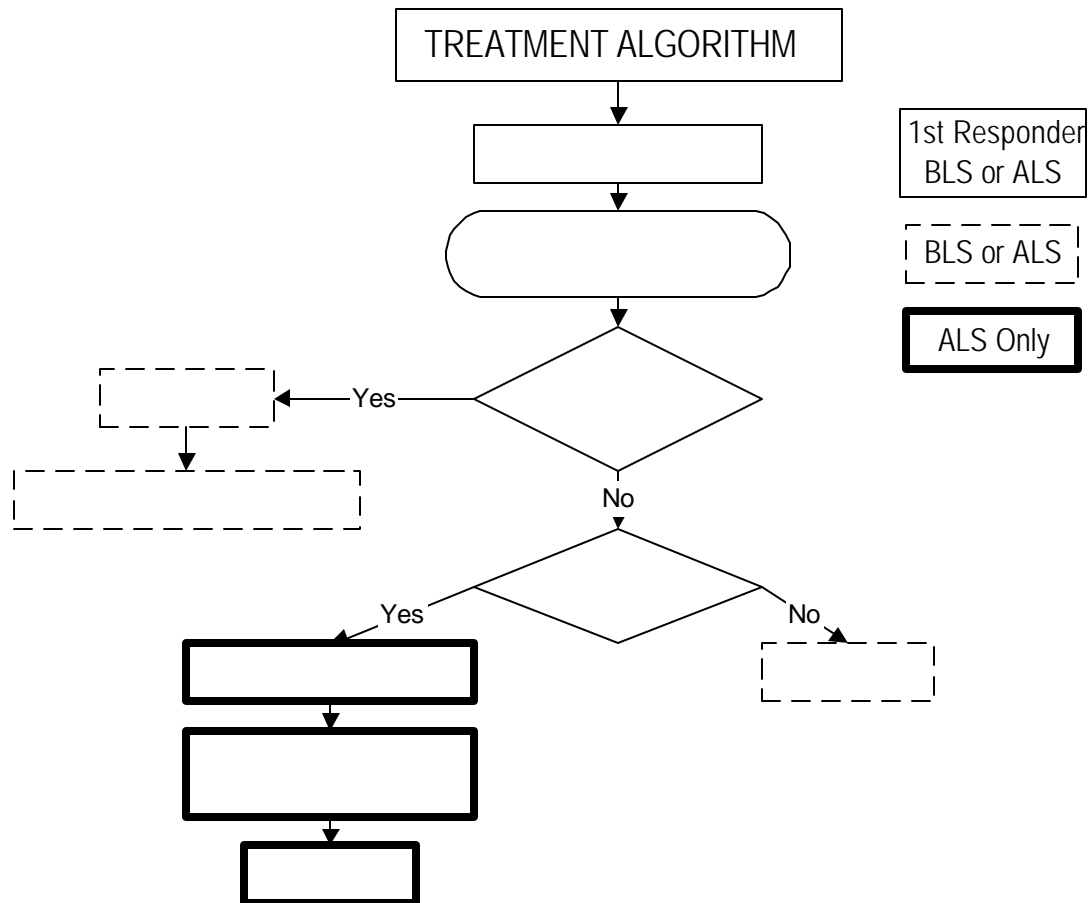 TREATMENT ALGORITHM
1st Responder
BLS or ALS
BLS or ALS
ALS Only
Yes
No
Yes
No